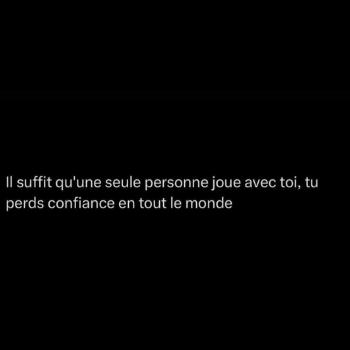 Il suffit qu'une seule personne joue avec toi, tu
perds confiance en tout le monde